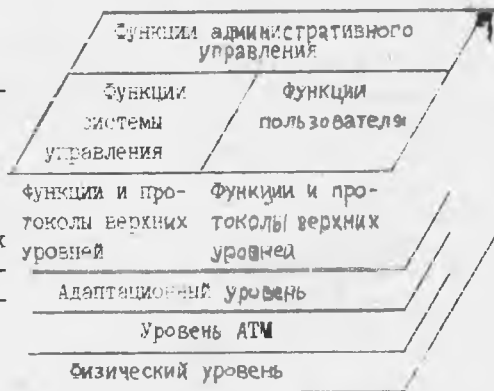 Функции административного
управления
Функции
системы
управления
Функции
пользователя
Функции и про-
токолы верхних
уровней
Функции и про-
токолы верхних
уровней
х
Адаптационный уровень
Уровень АТМ
Физический уровень